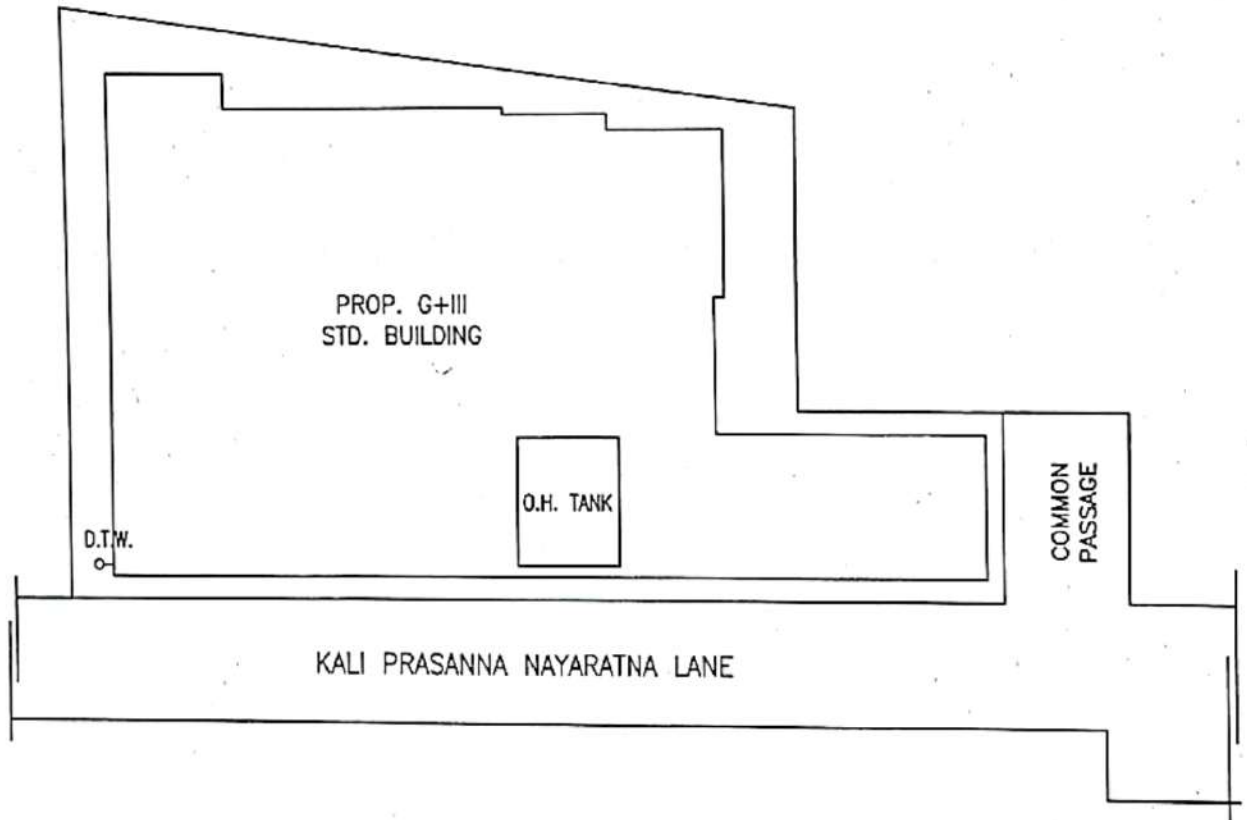 PROP. G+III
STD. BUILDING
O.H. TANK
D.T.W.
COMMON
PASSAGE
KALI PRASANNA NAYARATNA LANE